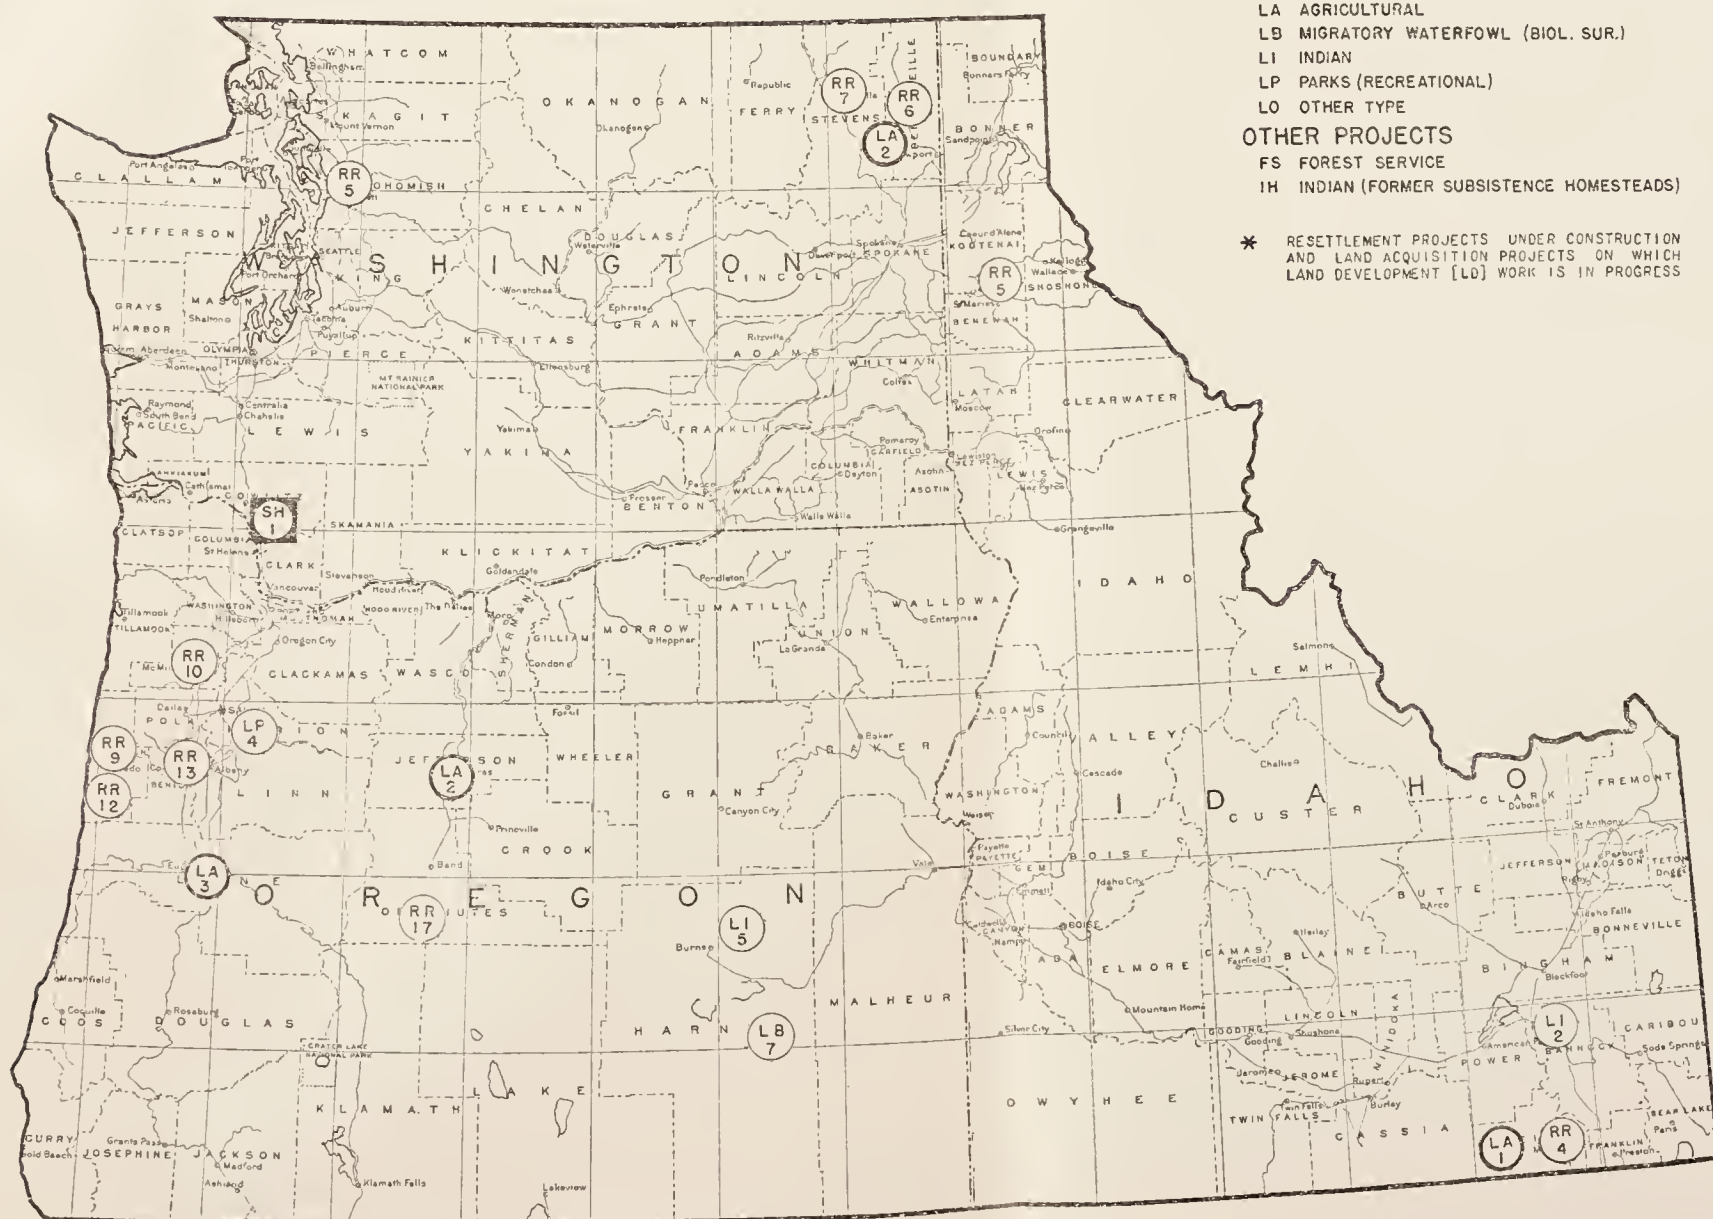 LA AGRICULTURAL
LB MIGRATORY WATERFOWL (BIOL. SUR.)
LI INDIAN
LP PARKS (RECREATIONAL)
LO OTHER TYPE
OTHER PROJECTS
FS FOREST SERVICE
IH INDIAN (FORMER SUBSISTENCE HOMESTEADS)
* RESETTLEMENT PROJECTS UNDER CONSTRUCTION
AND LAND ACQUISITION PROJECTS ON WHICH
LAND DEVELOPMENT [LD] WORK IS IN PROGRESS
WHATCOM
Bellingham
SKAGIT
Mount Vernon
OKANOGAN
Okanogan
Republic
FERRY
RR 7
STEVENS
RR 6
LA 2
BOUNDARY
Bonners Ferry
BONNER
Sandpoint
Port Angeles
CLALLAM
RR 5
OHOMISH
JEFFERSON
CHELAN
DOUGLAS
Waterville
SEATTLE
KING
Port Orchard
W SHINGTON
LINCOLN
Davenport
Spokane
SPOKANE
Coeur d'Alene
KOOTENAI
Kellogg
Wallace
SHOSHONE
RR 5
St Maries
BENEWAH
GRAYS
HARBOR
MASON
Shelton
Auburn
Tacoma
Puyallup
Wenatchee
Ephrata
GRANT
KITTITAS
Ellensburg
Ritzville
ADAMS
WHITMAN
Colfax
Aberdeen
Montesano
OLYMPIA
THURSTON
PIERCE
MT RAINIER
NATIONAL PARK
LATAH
Moscow
CLEARWATER
Orofino
Raymond
South Bend
PACIFIC
Centralia
Chehalis
LEWIS
Yakima
YAKIMA
FRANKLIN
Pomeroy
GARFIELD
COLUMBIA
Dayton
Asotin
ASOTIN
Lewiston
NEZ PERCE
LEWIS
Nez Perce
WAHKIAKUM
Cathlamet
Astoria
SH 1
Prosser
BENTON
Pasco
WALLA WALLA
Walla Walla
Grangeville
CLATSOP
COLUMBIA
St Helens
SKAMANIA
CLARK
Vancouver
Stevenson
KLICKITAT
Goldendale
IDAHO
Tillamook
TILLAMOOK
WASHINGTON
Hillsboro
Hood River
HOOD RIVER
The Dalles
Moro
SHERMAN
Oregon City
GILLIAM
Condon
MORROW
Heppner
Pendleton
UMATILLA
UNION
La Grande
WALLOWA
Enterprise
RR 10
CLACKAMAS
WASCO
Salmon
LEMHI
Dallas
POLK
LP 4
ION
Fossil
WHEELER
RR 9
RR 13
Albany
JEFFERSON
LA 2
Baker
BAKER
ADAMS
Council
VALLEY
Cascade
Challis
RR 12
LINN
GRANT
Canyon City
WASHINGTON
Weiser
IDAHO
CUSTER
CLARK
Dubois
FREMONT
Prineville
CROOK
Bend
Vale
Payette
PAYETTE
GEM
Emmett
BOISE
Idaho City
BUTTE
Arco
JEFFERSON
St Anthony
Rexburg
MADISON
Rigby
TETON
Driggs
LA 3
OREGON
RR 17
LI 5
Burns
Caldwell
CANYON
Nampa
BOISE
ADA
ELMORE
CAMAS
Fairfield
Hailey
BLAINE
BINGHAM
Blackfoot
Idaho Falls
BONNEVILLE
Marshfield
Coquille
COOS
Roseburg
DOUGLAS
CRATER LAKE
NATIONAL PARK
HARN
LB 7
MALHEUR
Silver City
Mountain Home
GOODING
Gooding
LINCOLN
Shoshone
MINIDOKA
LI 2
POWER
BANNOCK
CARIBOU
Soda Springs
KLAMATH
LAKE
OWYHEE
Jerome
JEROME
Rupert
TWIN FALLS
Twin Falls
Burley
CASSIA
LA 1
RR 4
FRANKLIN
Preston
BEAR LAKE
Paris
CURRY
Gold Beach
Grants Pass
JOSEPHINE
JACKSON
Medford
Ashland
Klamath Falls
Lakeview